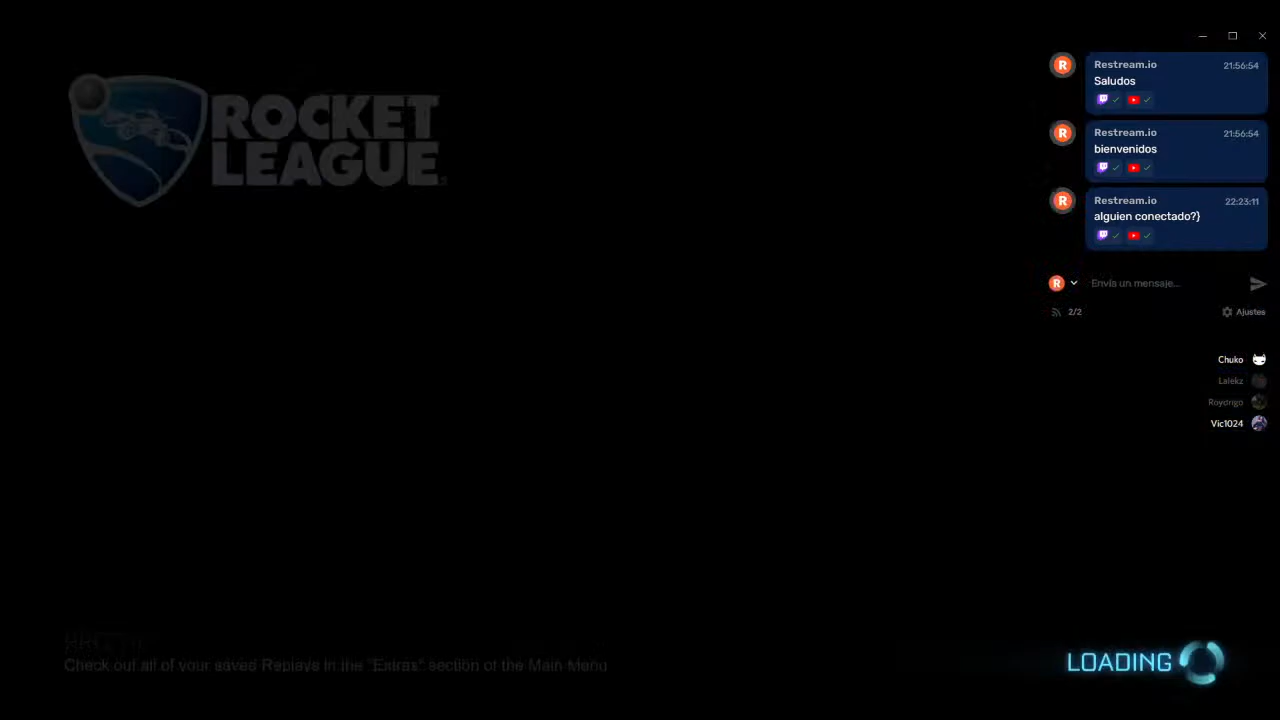 ROCKET
LEAGUE
Restream.io 21:56:54
Saludos
Restream.io 21:56:54
bienvenidos
Restream.io 22:23:11
alguien conectado?}
Envía un mensaje...
2/2 Ajustes
Chuko
Lalekz
Roydrigo
Vic1024
Check out all of your saved Replays in the "Extras" section of the Main Menu
LOADING